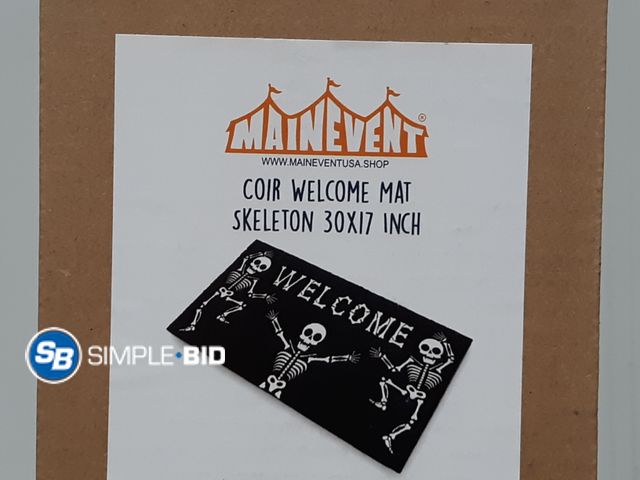 MAINEVENT®
WWW.MAINEVENTUSA.SHOP
COIR WELCOME MAT
SKELETON 30X17 INCH
WELCOME
SB SIMPLE•BID